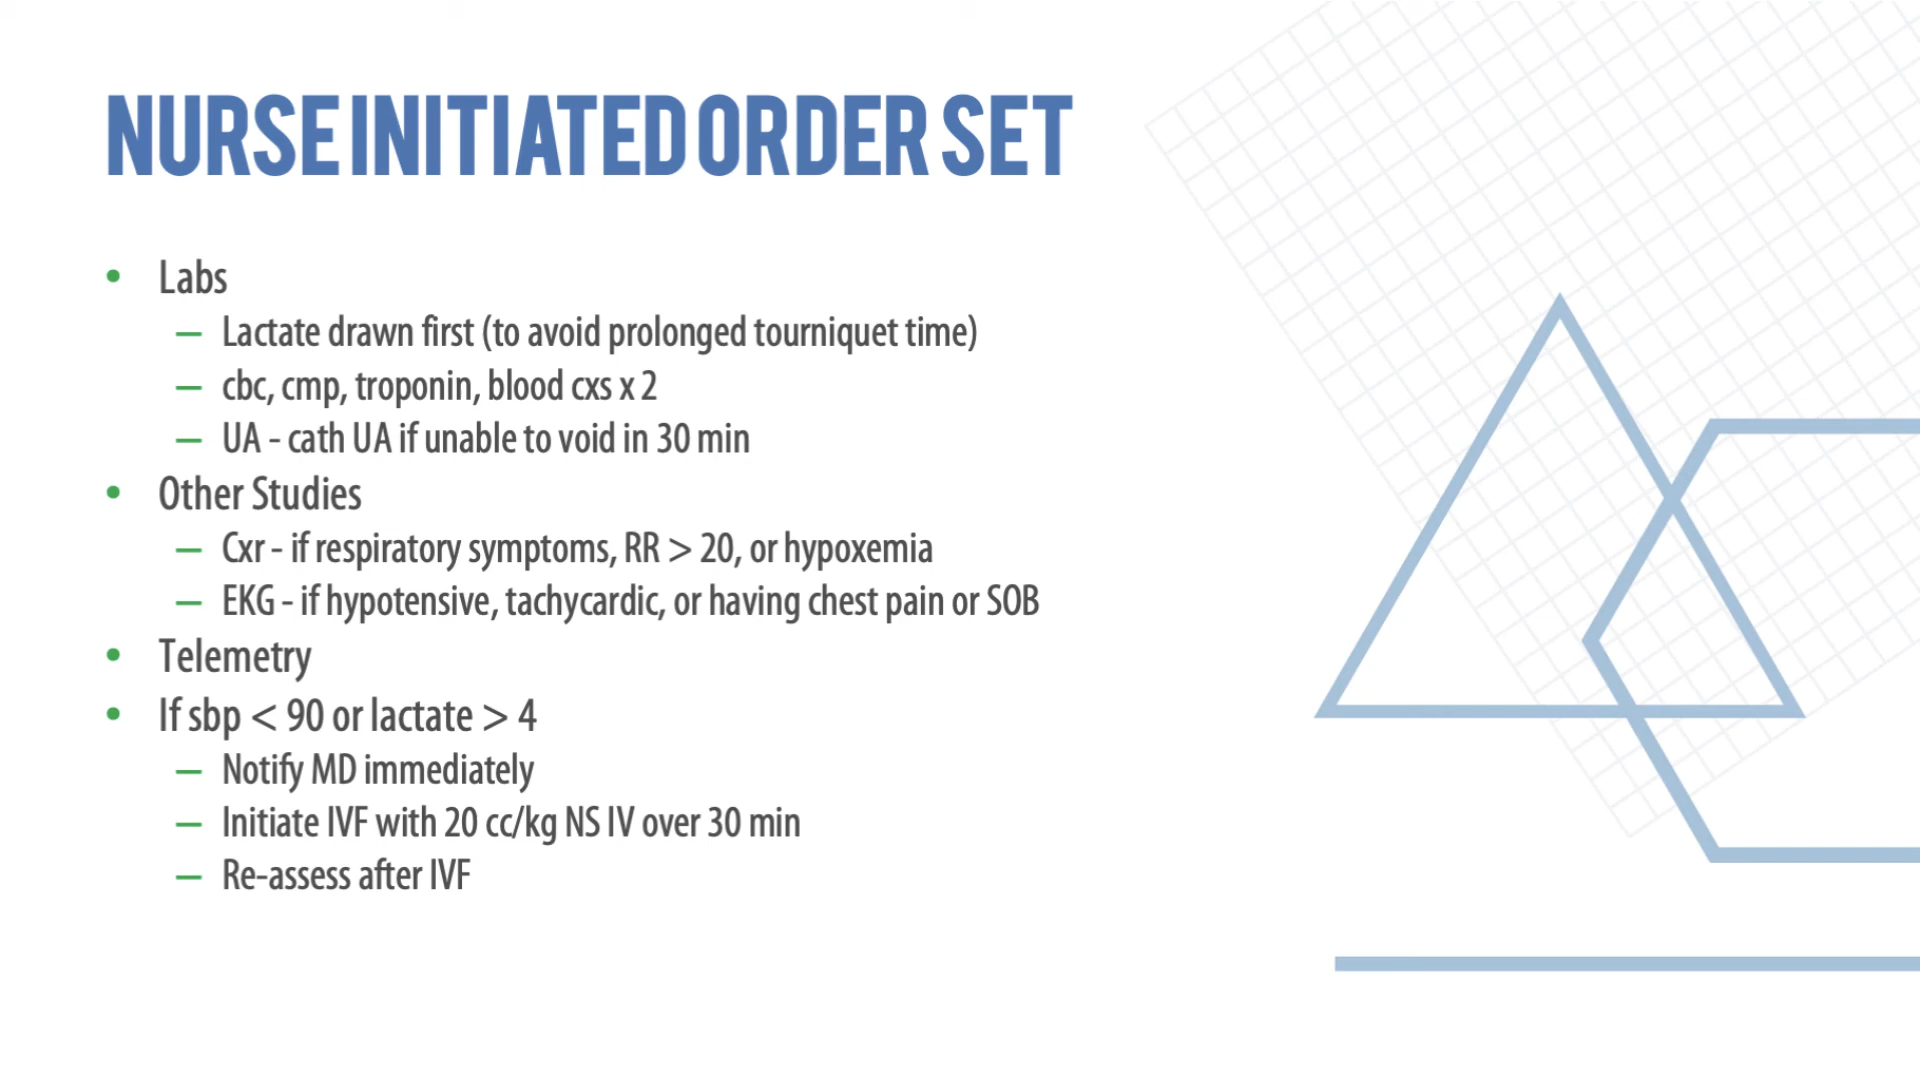 NURSE INITIATED ORDER SET
• Labs
– Lactate drawn first (to avoid prolonged tourniquet time)
– cbc, cmp, troponin, blood cxs x 2
– UA - cath UA if unable to void in 30 min
• Other Studies
– Cxr - if respiratory symptoms, RR > 20, or hypoxemia
– EKG - if hypotensive, tachycardic, or having chest pain or SOB
• Telemetry
• If sbp < 90 or lactate > 4
– Notify MD immediately
– Initiate IVF with 20 cc/kg NS IV over 30 min
– Re-assess after IVF